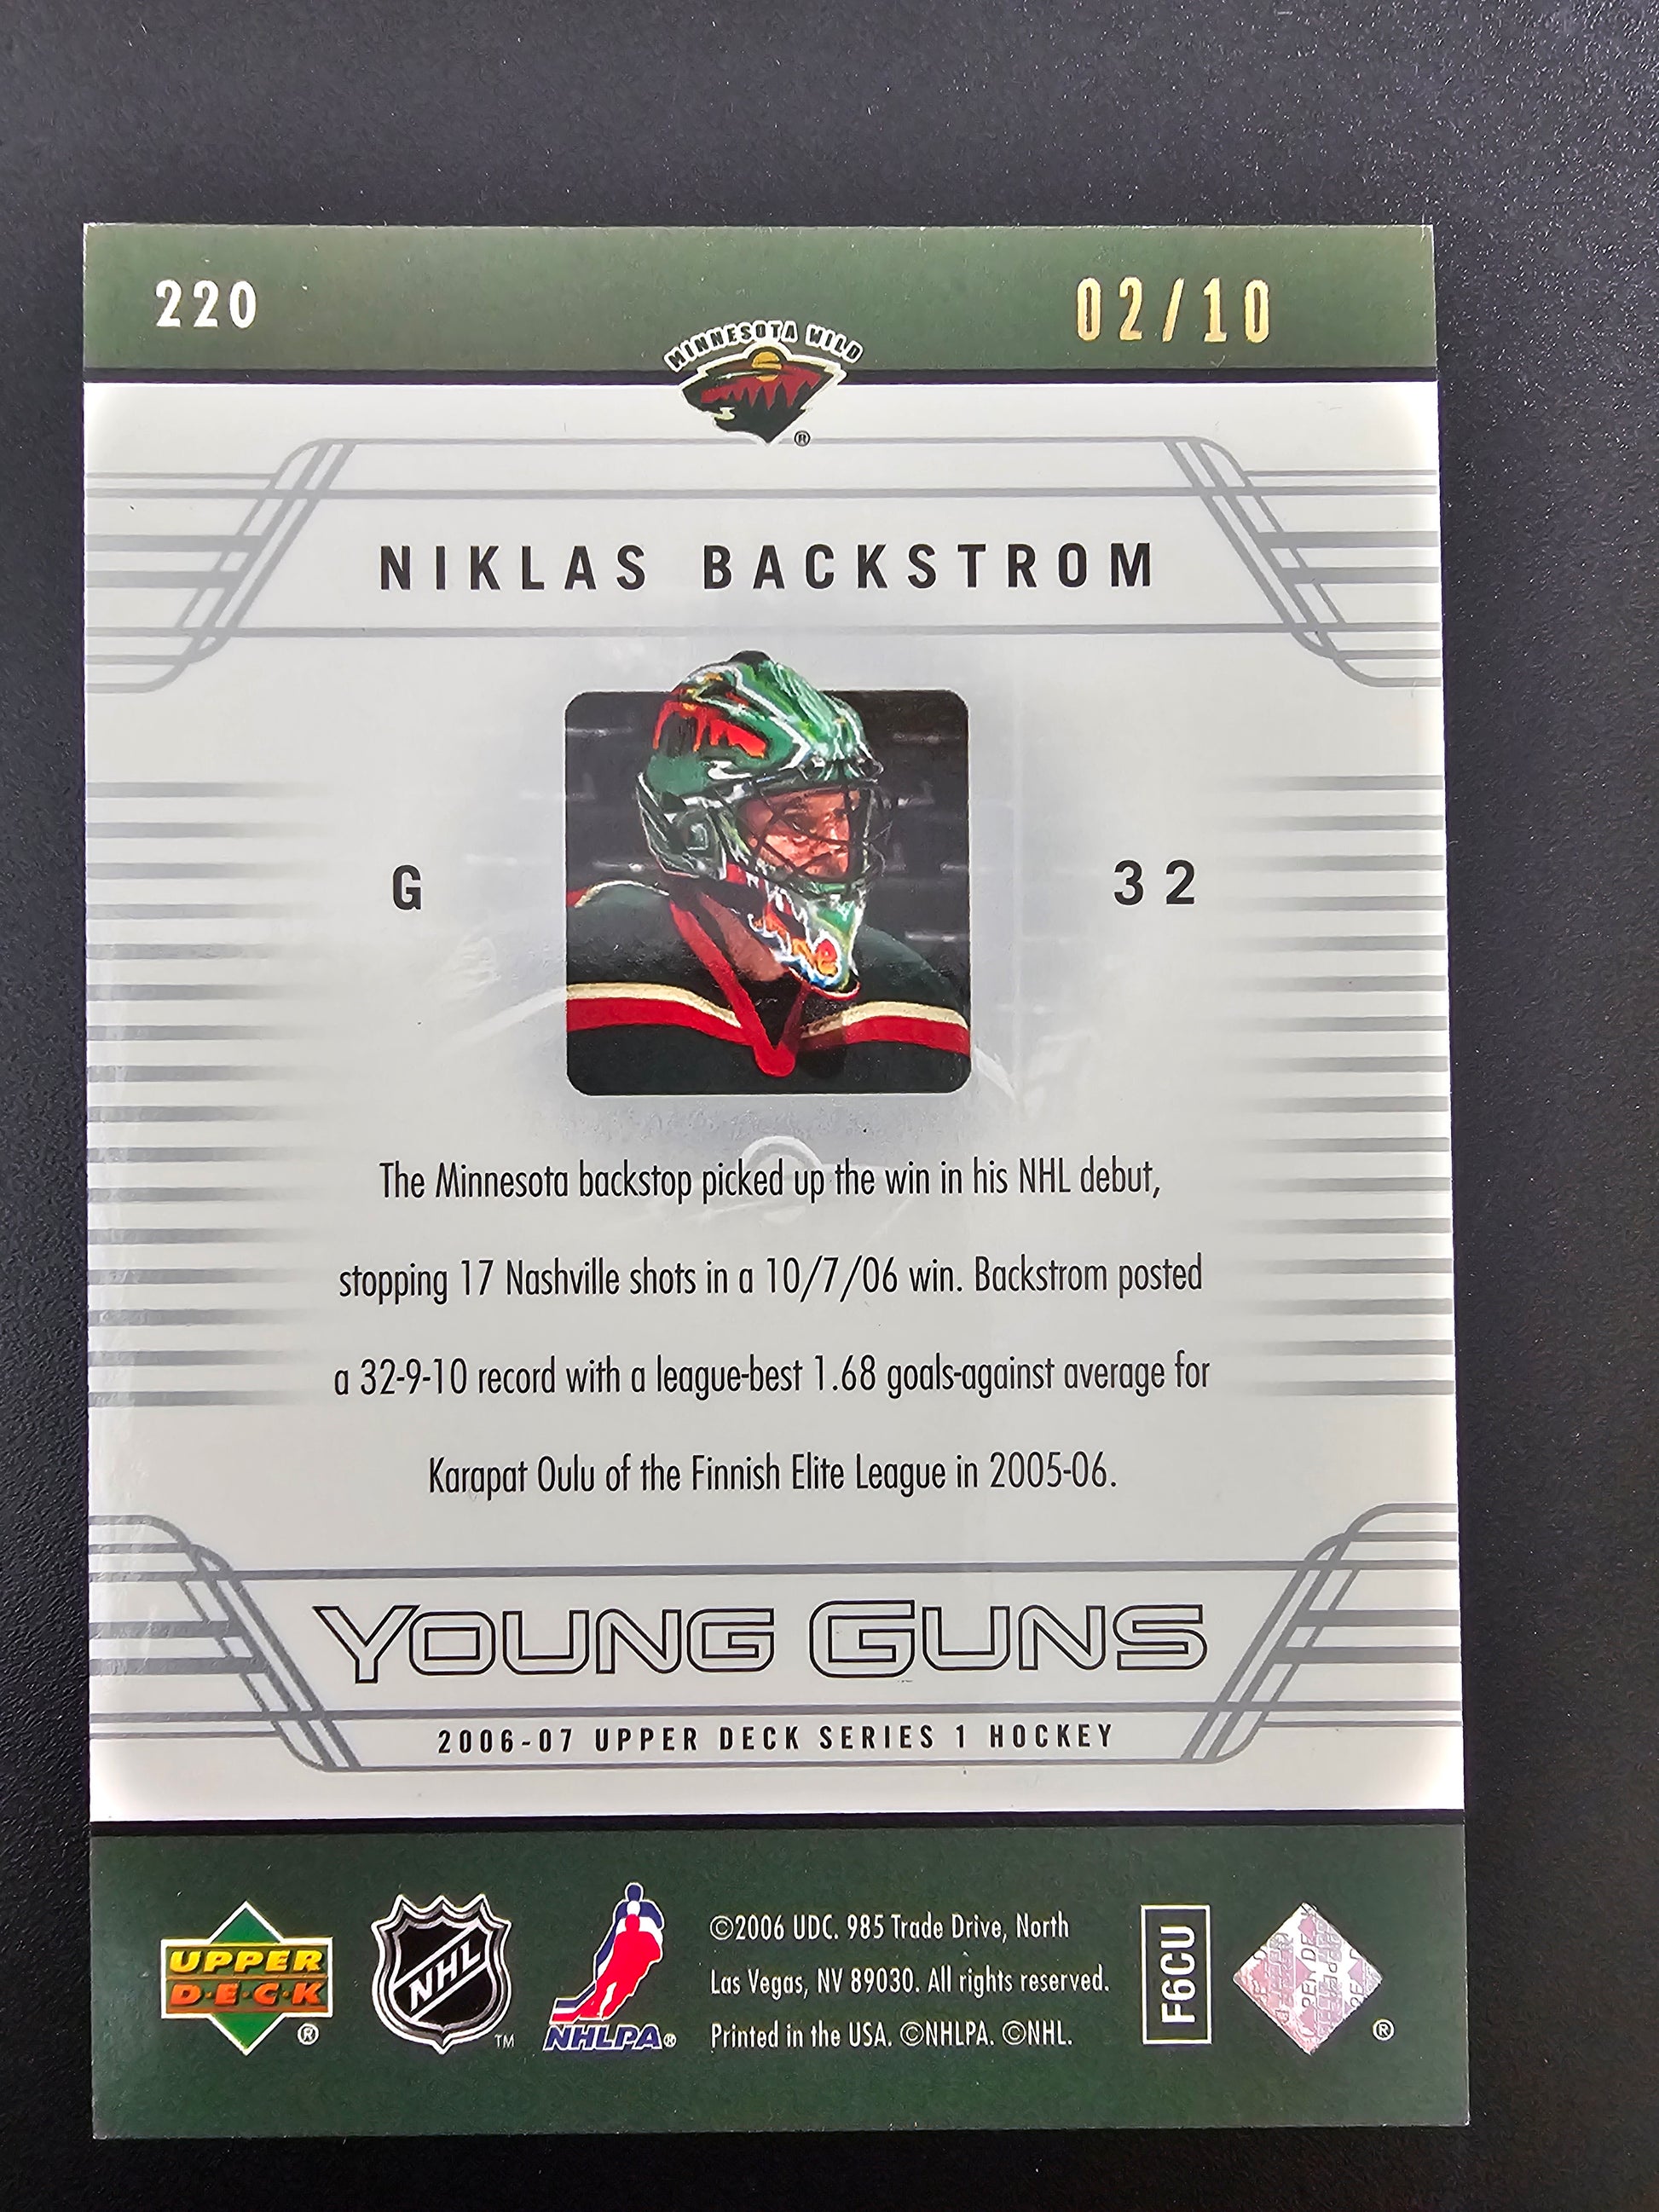 220
02/10
MINNESOTA WILD
®
NIKLAS BACKSTROM
G
32
The Minnesota backstop picked up the win in his NHL debut,
stopping 17 Nashville shots in a 10/7/06 win. Backstrom posted
a 32-9-10 record with a league-best 1.68 goals-against average for
Karapat Oulu of the Finnish Elite League in 2005-06.
YOUNG GUNS
2006-07 UPPER DECK SERIES 1 HOCKEY
UPPER
D·E·C·K
®
NHL
™
NHLPA®
©2006 UDC. 985 Trade Drive, North
Las Vegas, NV 89030. All rights reserved.
Printed in the USA. ©NHLPA. ©NHL.
F6CU
®